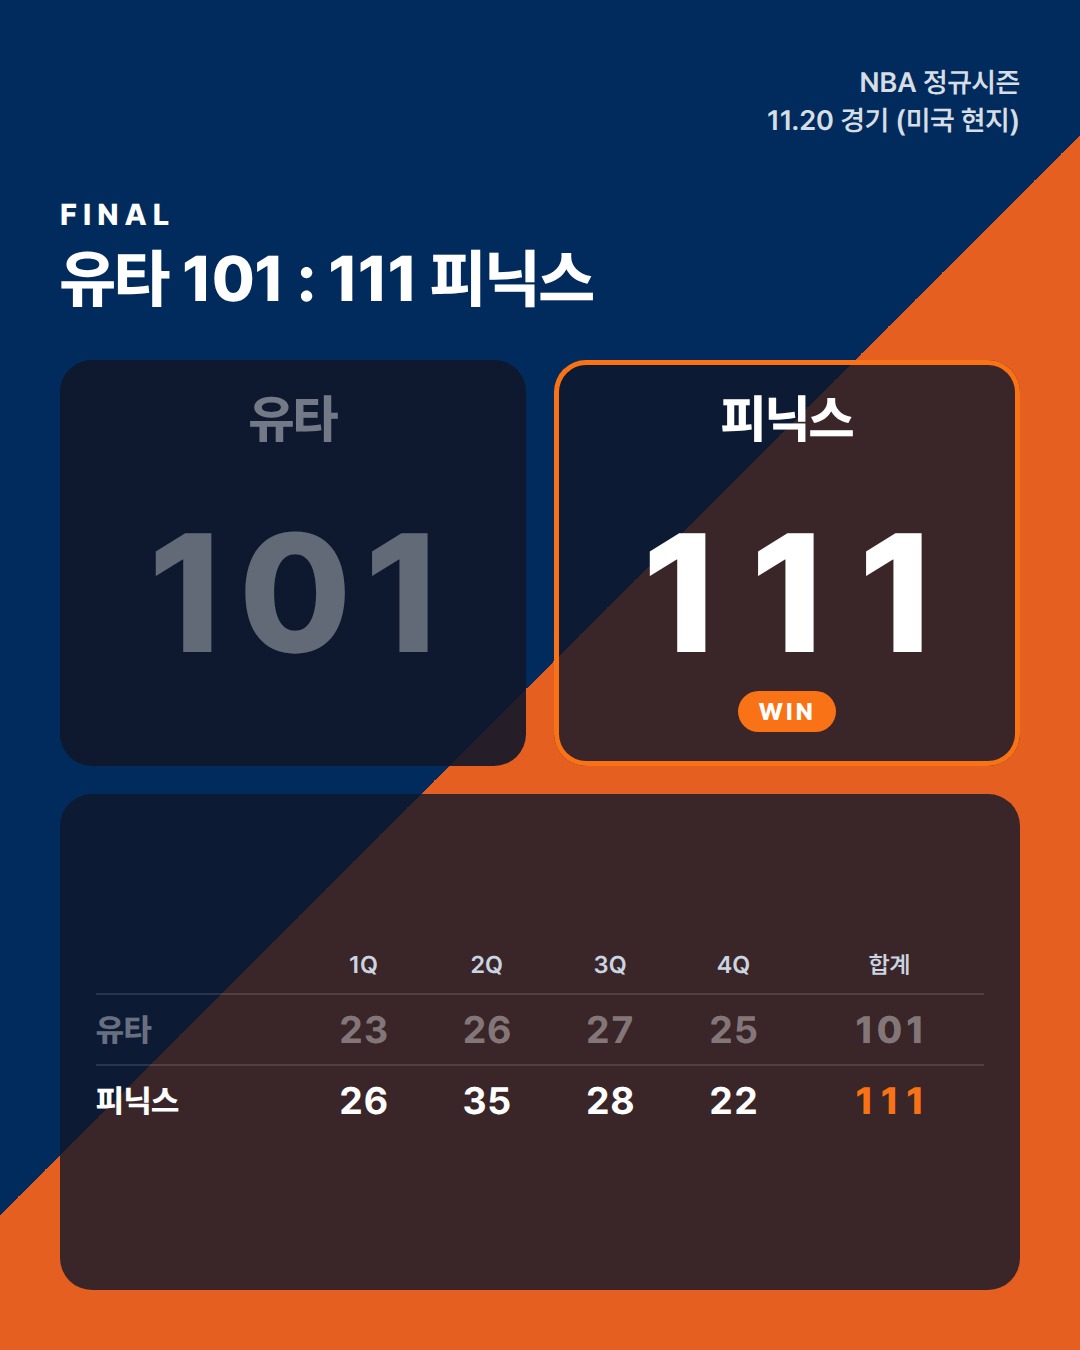 NBA 정규시즌
11.20 경기 (미국 현지)
FINAL
유타 101 : 111 피닉스
유타
101
피닉스
111
WIN
1Q 2Q 3Q 4Q 합계
유타 23 26 27 25 101
피닉스 26 35 28 22 111